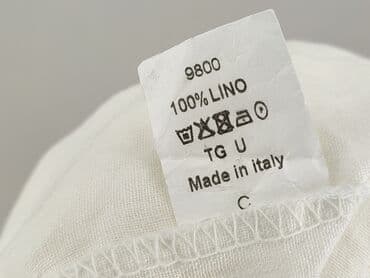 9800
100% LINO
TG U
Made in italy
C